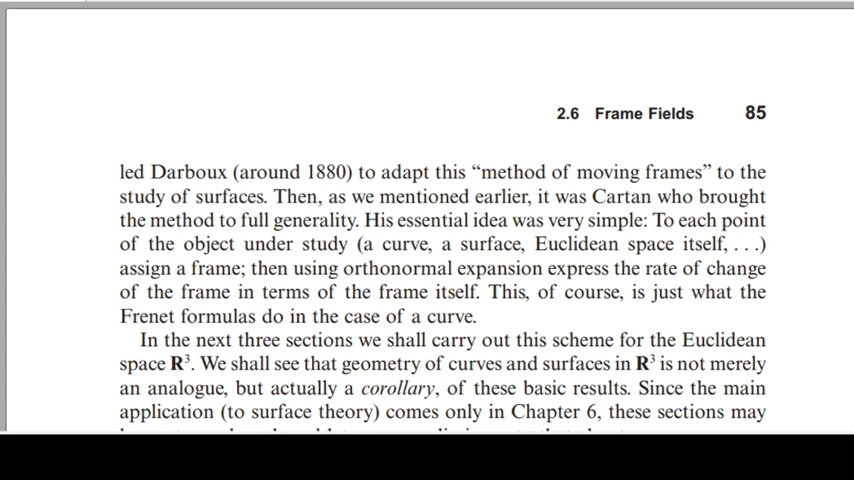 2.6 Frame Fields 85
led Darboux (around 1880) to adapt this “method of moving frames” to the
study of surfaces. Then, as we mentioned earlier, it was Cartan who brought
the method to full generality. His essential idea was very simple: To each point
of the object under study (a curve, a surface, Euclidean space itself, . . .)
assign a frame; then using orthonormal expansion express the rate of change
of the frame in terms of the frame itself. This, of course, is just what the
Frenet formulas do in the case of a curve.
In the next three sections we shall carry out this scheme for the Euclidean
space R³. We shall see that geometry of curves and surfaces in R³ is not merely
an analogue, but actually a corollary, of these basic results. Since the main
application (to surface theory) comes only in Chapter 6, these sections may